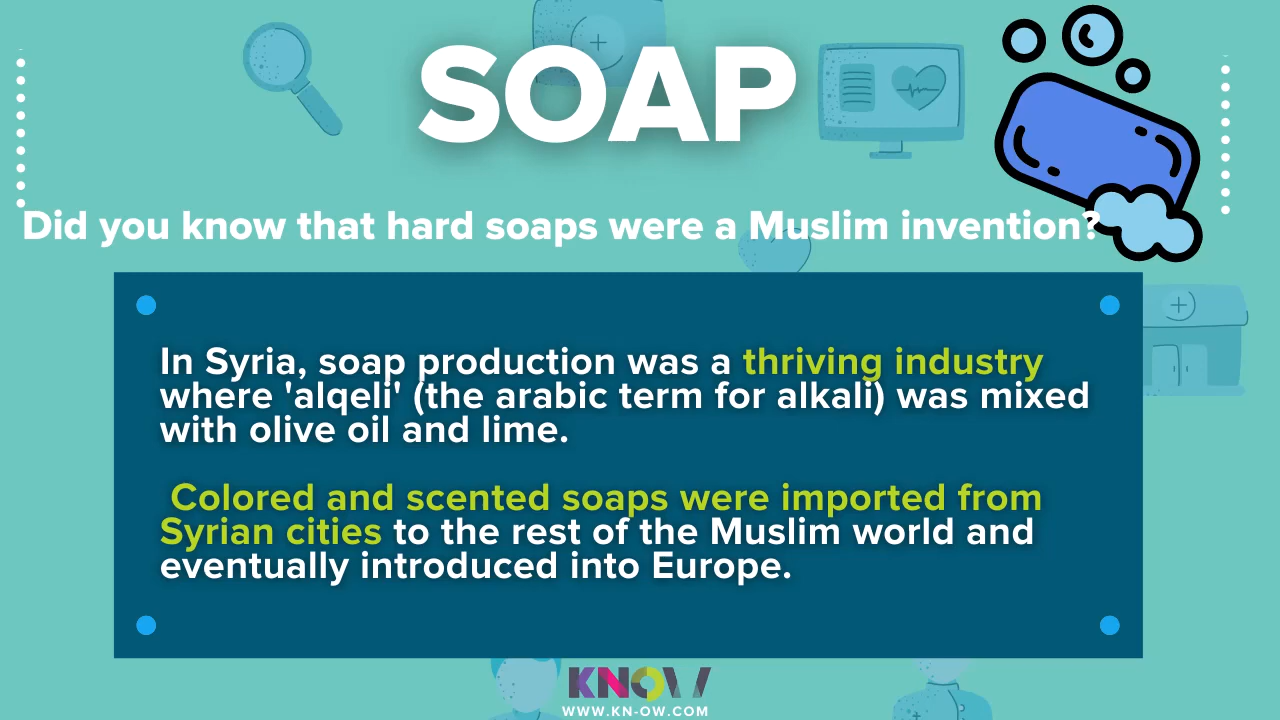 SOAP
Did you know that hard soaps were a Muslim invention?
In Syria, soap production was a thriving industry
where 'alqeli' (the arabic term for alkali) was mixed
with olive oil and lime.
Colored and scented soaps were imported from
Syrian cities to the rest of the Muslim world and
eventually introduced into Europe.
KNOW
WWW.KN-OW.COM